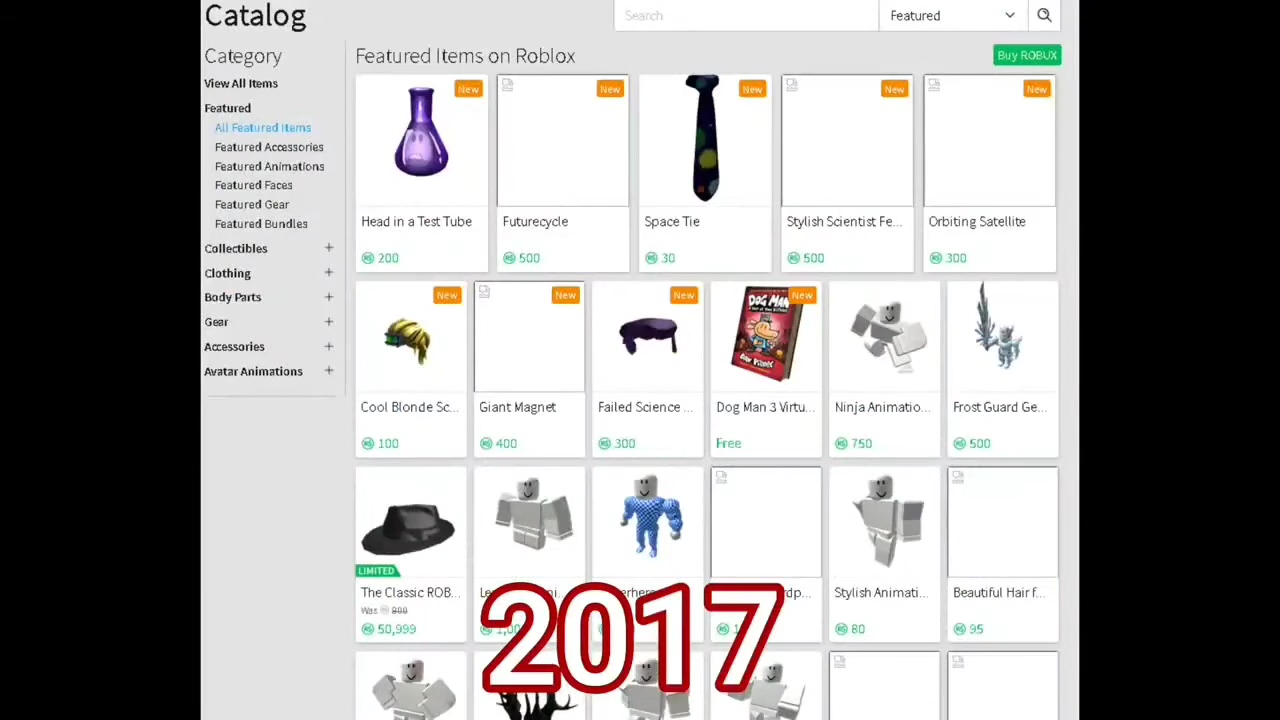 Catalog
Search
Featured
Category
View All Items
Featured
All Featured Items
Featured Accessories
Featured Animations
Featured Faces
Featured Gear
Featured Bundles
Collectibles +
Clothing +
Body Parts +
Gear +
Accessories +
Avatar Animations +
Featured Items on Roblox
Buy ROBUX
New New New New New
Head in a Test Tube Futurecycle Space Tie Stylish Scientist Fe... Orbiting Satellite
200 500 30 500 300
New New New New
DOG MAN
Cool Blonde Sc... Giant Magnet Failed Science ... Dog Man 3 Virtu... Ninja Animatio... Frost Guard Ge...
100 400 300 Free 750 500
LIMITED
The Classic ROB... Stylish Animati... Beautiful Hair f...
Was 800
50,999 80 95
2017